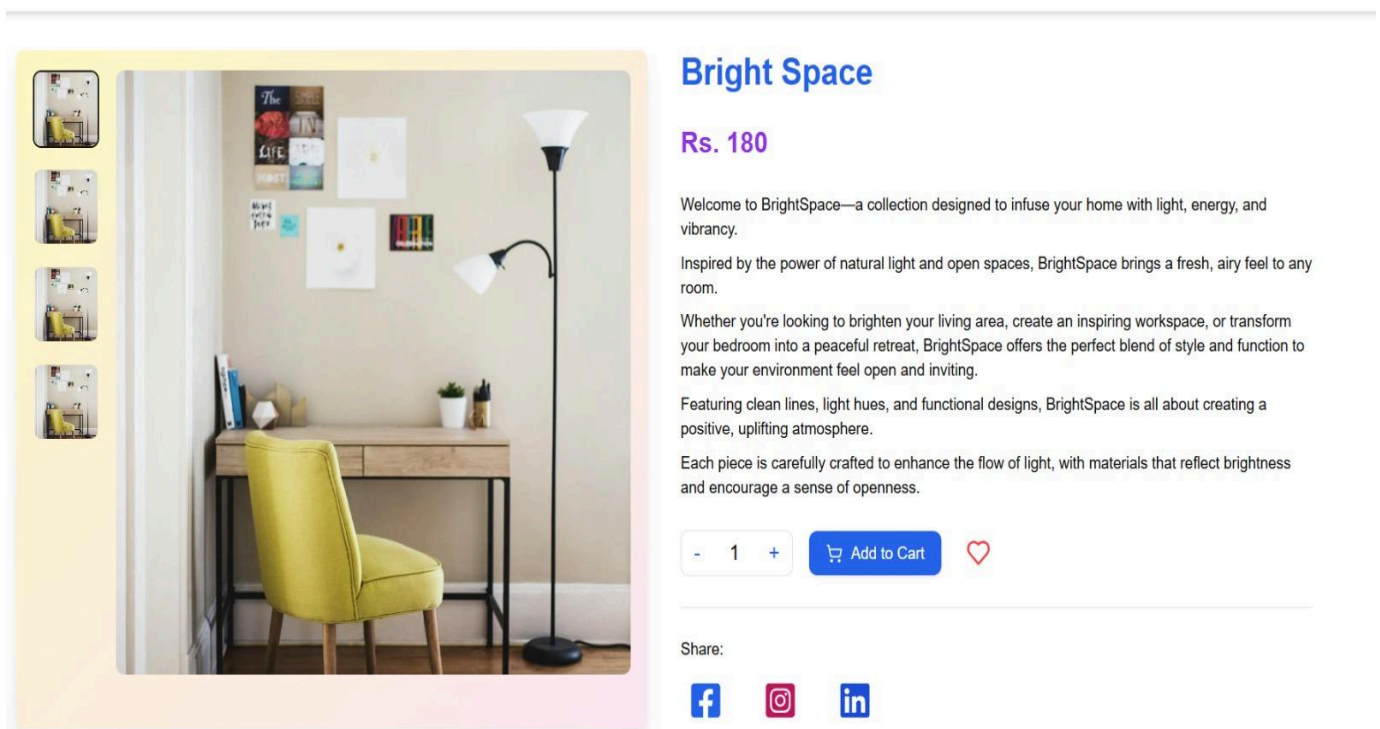 The SIMPLE
IN
LIFE
MOST
Bright Space
Rs. 180
Welcome to BrightSpace—a collection designed to infuse your home with light, energy, and
vibrancy.
Inspired by the power of natural light and open spaces, BrightSpace brings a fresh, airy feel to any
room.
Whether you're looking to brighten your living area, create an inspiring workspace, or transform
your bedroom into a peaceful retreat, BrightSpace offers the perfect blend of style and function to
make your environment feel open and inviting.
Featuring clean lines, light hues, and functional designs, BrightSpace is all about creating a
positive, uplifting atmosphere.
Each piece is carefully crafted to enhance the flow of light, with materials that reflect brightness
and encourage a sense of openness.
- 1 + Add to Cart
Share: